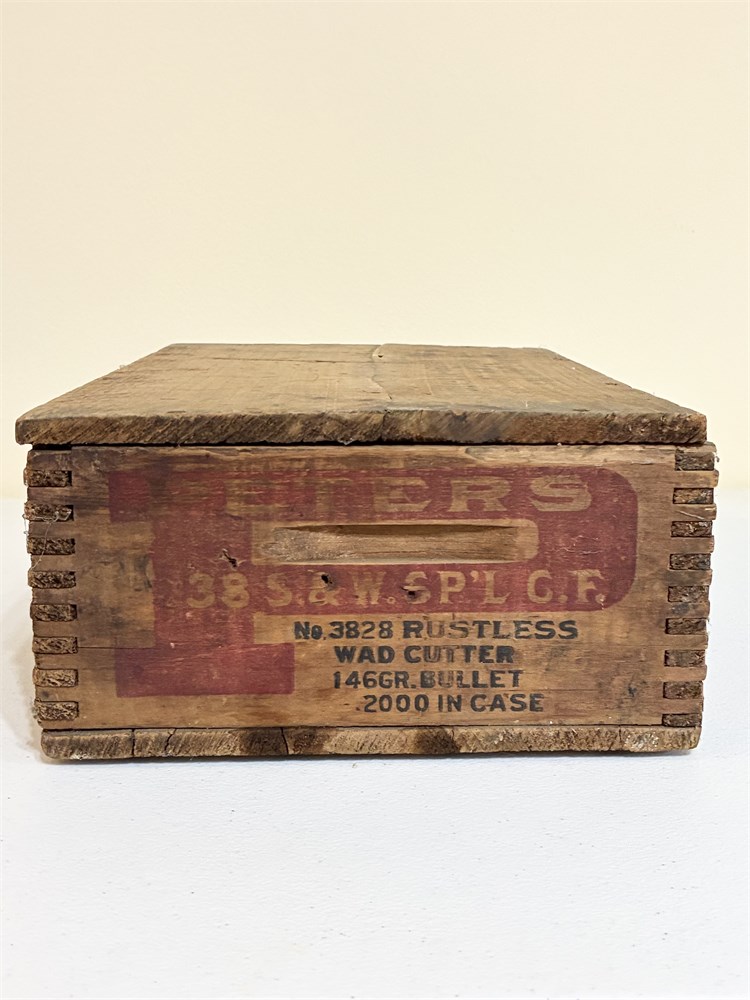 PETERS
38 S.&W. SP'L C.F.
No. 3828 RUSTLESS
WAD CUTTER
146GR. BULLET
2000 IN CASE